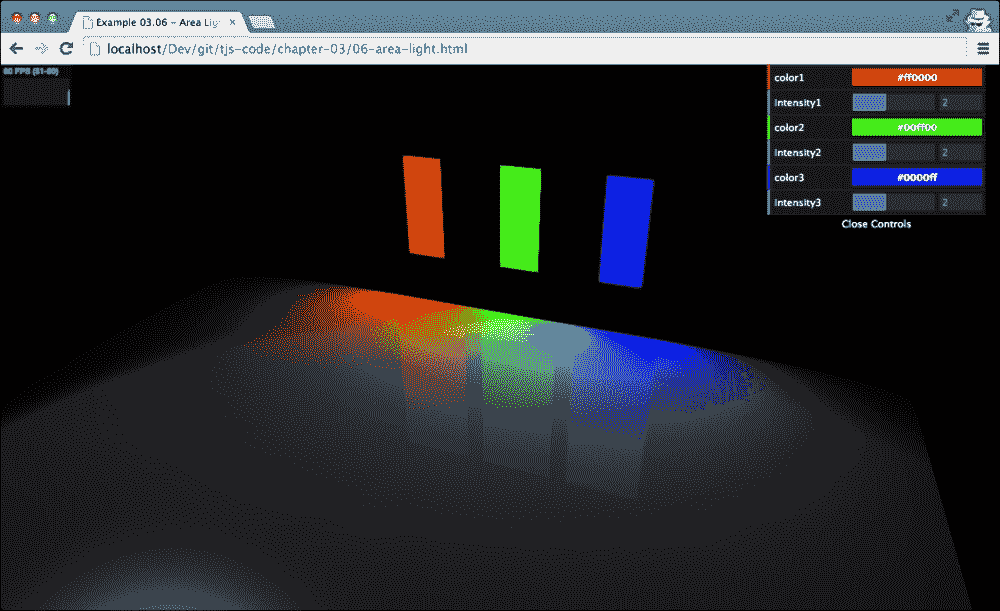 Example 03.06 - Area Lig
localhost/Dev/git/tjs-code/chapter-03/06-area-light.html
60 FPS (51-60)
color1 #ff0000
intensity1 2
color2 #00ff00
intensity2 2
color3 #0000ff
intensity3 2
Close Controls